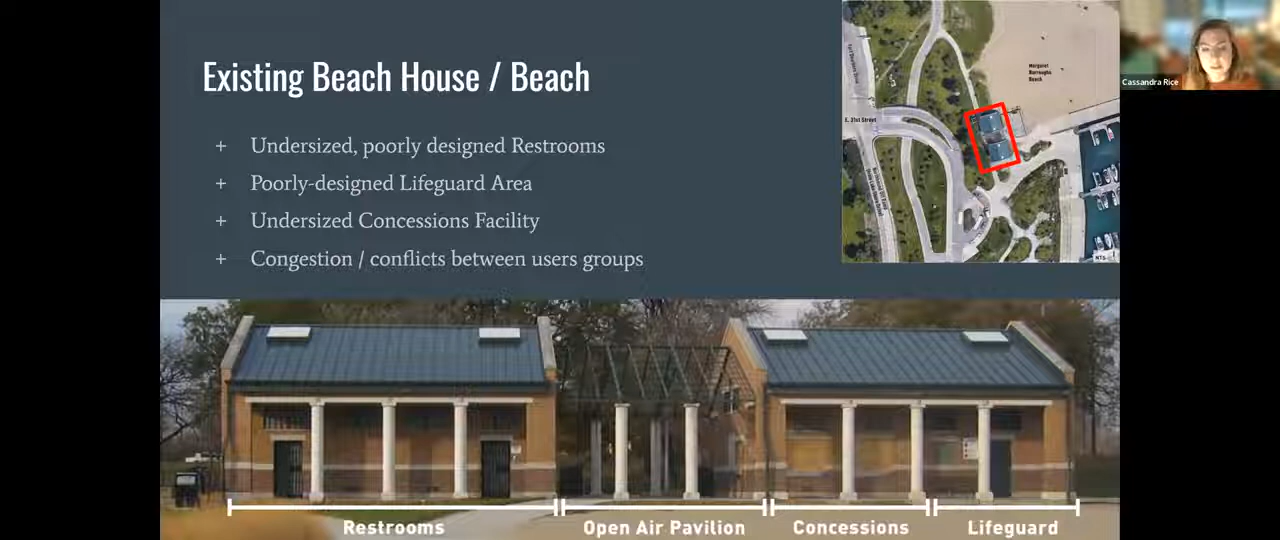 Existing Beach House / Beach
+ Undersized, poorly designed Restrooms
+ Poorly-designed Lifeguard Area
+ Undersized Concessions Facility
+ Congestion / conflicts between users groups
Margaret
Burroughs
Beach
E. 31st Street
NTS
Cassandra Rice
Restrooms
Open Air Pavilion
Concessions
Lifeguard